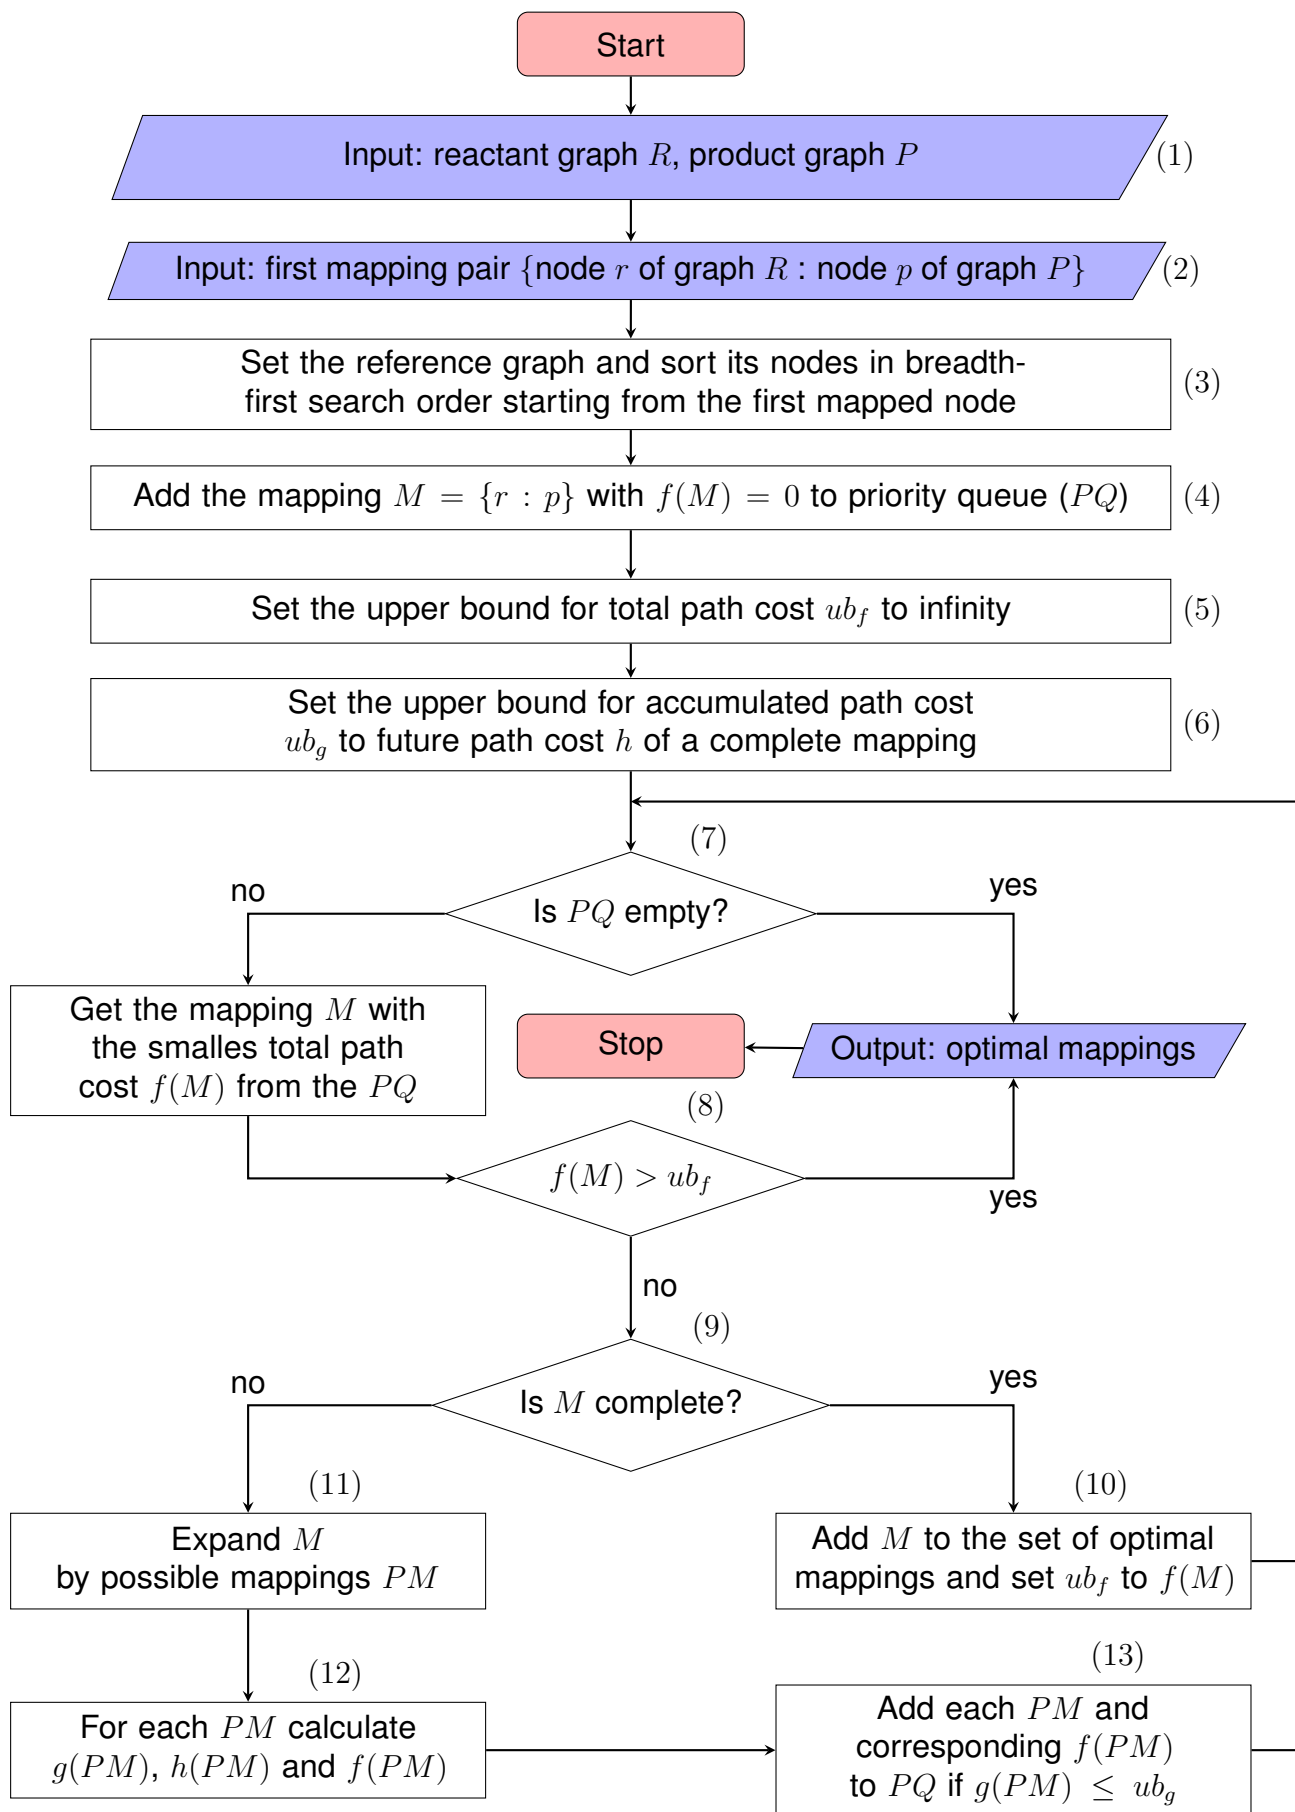 Start
Input: reactant graph R, product graph P
(1)
Input: first mapping pair {node r of graph R : node p of graph P}
(2)
Set the reference graph and sort its nodes in breadth-
first search order starting from the first mapped node
(3)
Add the mapping M = {r : p} with f(M) = 0 to priority queue (PQ)
(4)
Set the upper bound for total path cost ub_f to infinity
(5)
Set the upper bound for accumulated path cost
ub_g to future path cost h of a complete mapping
(6)
(7)
Is PQ empty?
no
yes
Get the mapping M with
the smalles total path
cost f(M) from the PQ
Stop
Output: optimal mappings
(8)
f(M) > ub_f
yes
no
(9)
Is M complete?
no
yes
(11)
Expand M
by possible mappings PM
(10)
Add M to the set of optimal
mappings and set ub_f to f(M)
(12)
For each PM calculate
g(PM), h(PM) and f(PM)
(13)
Add each PM and
corresponding f(PM)
to PQ if g(PM) ≤ ub_g